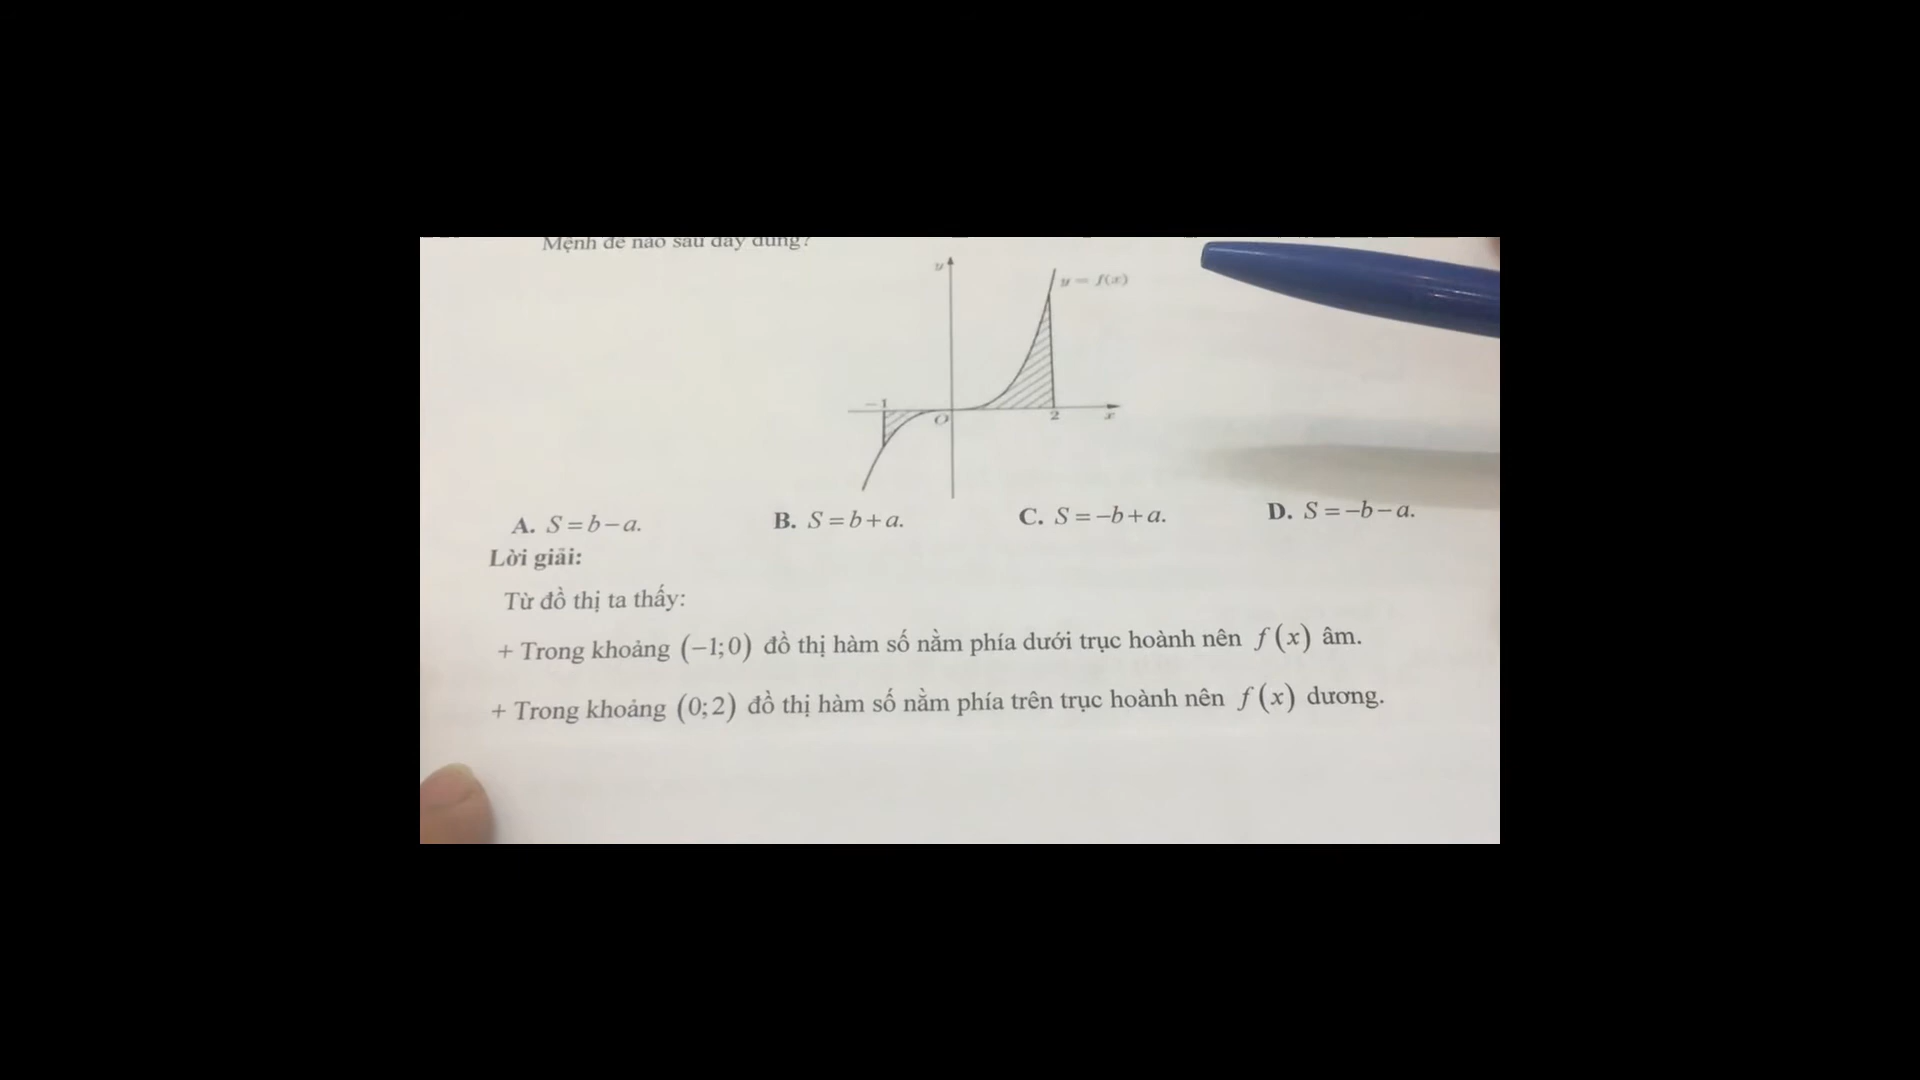 Mệnh đề nào sau đây đúng?
y
y = f(x)
−1
O
2
x
A. S = b − a.
B. S = b + a.
C. S = −b + a.
D. S = −b − a.
Lời giải:
Từ đồ thị ta thấy:
+ Trong khoảng (−1;0) đồ thị hàm số nằm phía dưới trục hoành nên f(x) âm.
+ Trong khoảng (0;2) đồ thị hàm số nằm phía trên trục hoành nên f(x) dương.